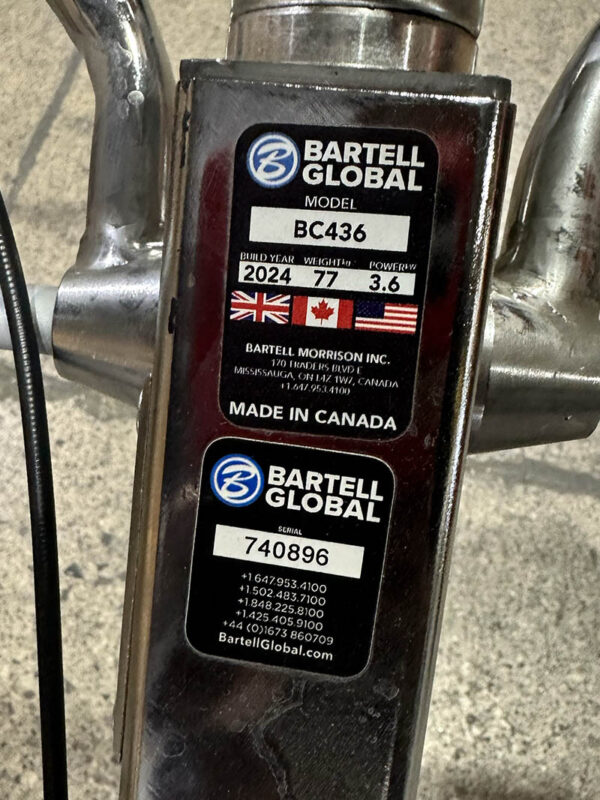 BARTELL
GLOBAL
MODEL
BC436
BUILD YEAR WEIGHTkg POWERkW
2024 77 3.6
BARTELL MORRISON INC.
170 TRADERS BLVD E
MISSISSAUGA, ON L4Z 1W7, CANADA
+1.647.953.4100
MADE IN CANADA
BARTELL
GLOBAL
SERIAL
740896
+1 647.953.4100
+1.502.483.7100
+1.848.225.8100
+1.425.405.9100
+44 (0)1673 860709
BartellGlobal.com